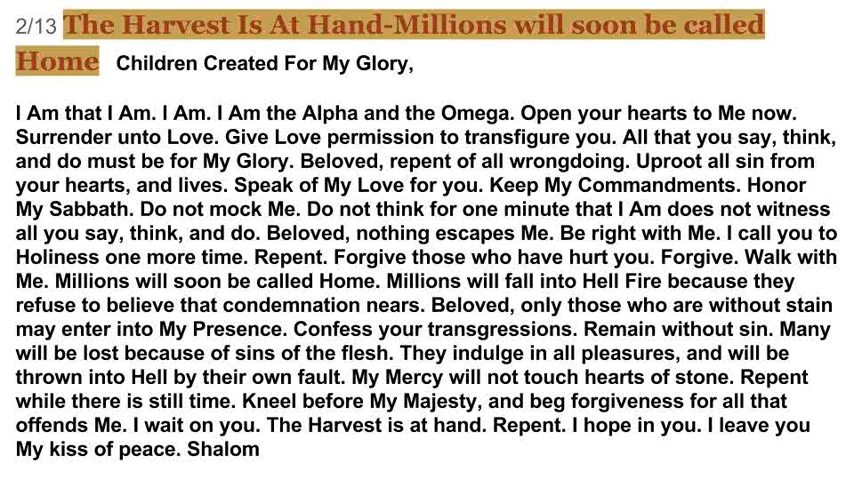 2/13 The Harvest Is At Hand-Millions will soon be called
Home Children Created For My Glory,
I Am that I Am. I Am. I Am the Alpha and the Omega. Open your hearts to Me now.
Surrender unto Love. Give Love permission to transfigure you. All that you say, think,
and do must be for My Glory. Beloved, repent of all wrongdoing. Uproot all sin from
your hearts, and lives. Speak of My Love for you. Keep My Commandments. Honor
My Sabbath. Do not mock Me. Do not think for one minute that I Am does not witness
all you say, think, and do. Beloved, nothing escapes Me. Be right with Me. I call you to
Holiness one more time. Repent. Forgive those who have hurt you. Forgive. Walk with
Me. Millions will soon be called Home. Millions will fall into Hell Fire because they
refuse to believe that condemnation nears. Beloved, only those who are without stain
may enter into My Presence. Confess your transgressions. Remain without sin. Many
will be lost because of sins of the flesh. They indulge in all pleasures, and will be
thrown into Hell by their own fault. My Mercy will not touch hearts of stone. Repent
while there is still time. Kneel before My Majesty, and beg forgiveness for all that
offends Me. I wait on you. The Harvest is at hand. Repent. I hope in you. I leave you
My kiss of peace. Shalom